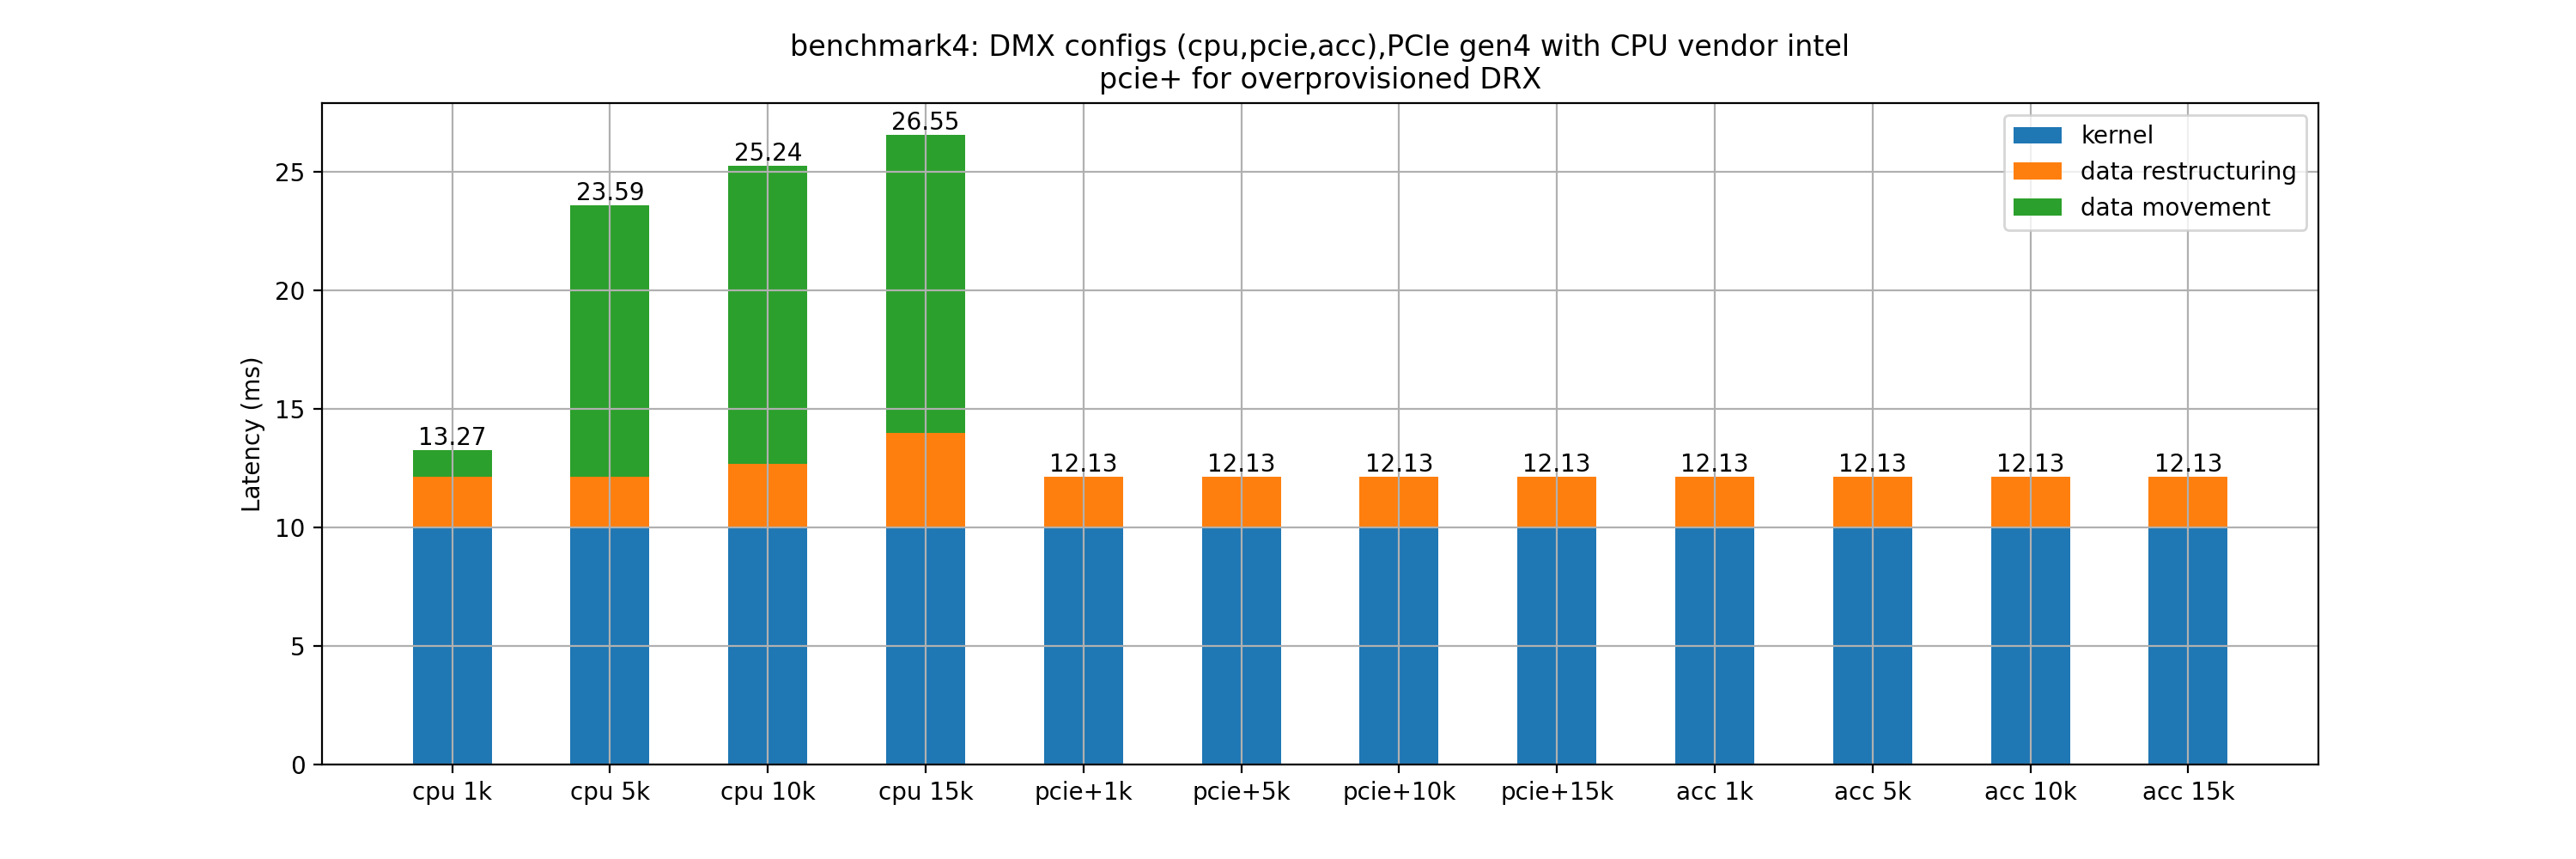 benchmark4: DMX configs (cpu,pcie,acc),PCIe gen4 with CPU vendor intel
pcie+ for overprovisioned DRX
kernel
data restructuring
data movement
Latency (ms)
25
20
15
10
5
0
13.27
23.59
25.24
26.55
12.13
12.13
12.13
12.13
12.13
12.13
12.13
12.13
cpu 1k
cpu 5k
cpu 10k
cpu 15k
pcie+1k
pcie+5k
pcie+10k
pcie+15k
acc 1k
acc 5k
acc 10k
acc 15k